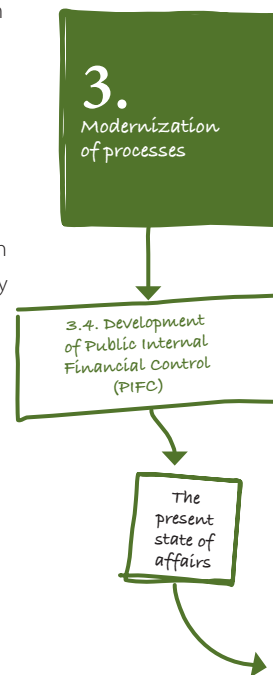 n
3.
Modernization
of processes
n
y
3.4. Development
of Public Internal
Financial Control
(PIFC)
The
present
state of
affairs